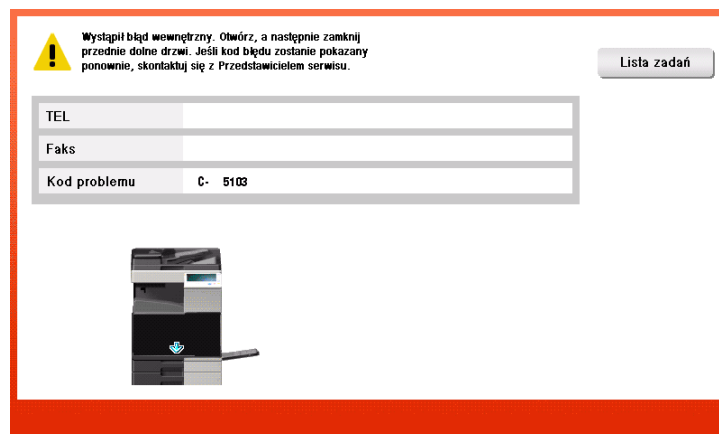 Wystąpił błąd wewnętrzny. Otwórz, a następnie zamknij
przednie dolne drzwi. Jeśli kod błędu zostanie pokazany
ponownie, skontaktuj się z Przedstawicielem serwisu.
Lista zadań
TEL
Faks
Kod problemu C- 5103